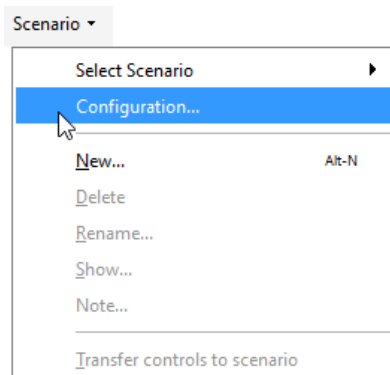 Scenario
Select Scenario
Configuration...
New... Alt-N
Delete
Rename...
Show...
Note...
Transfer controls to scenario